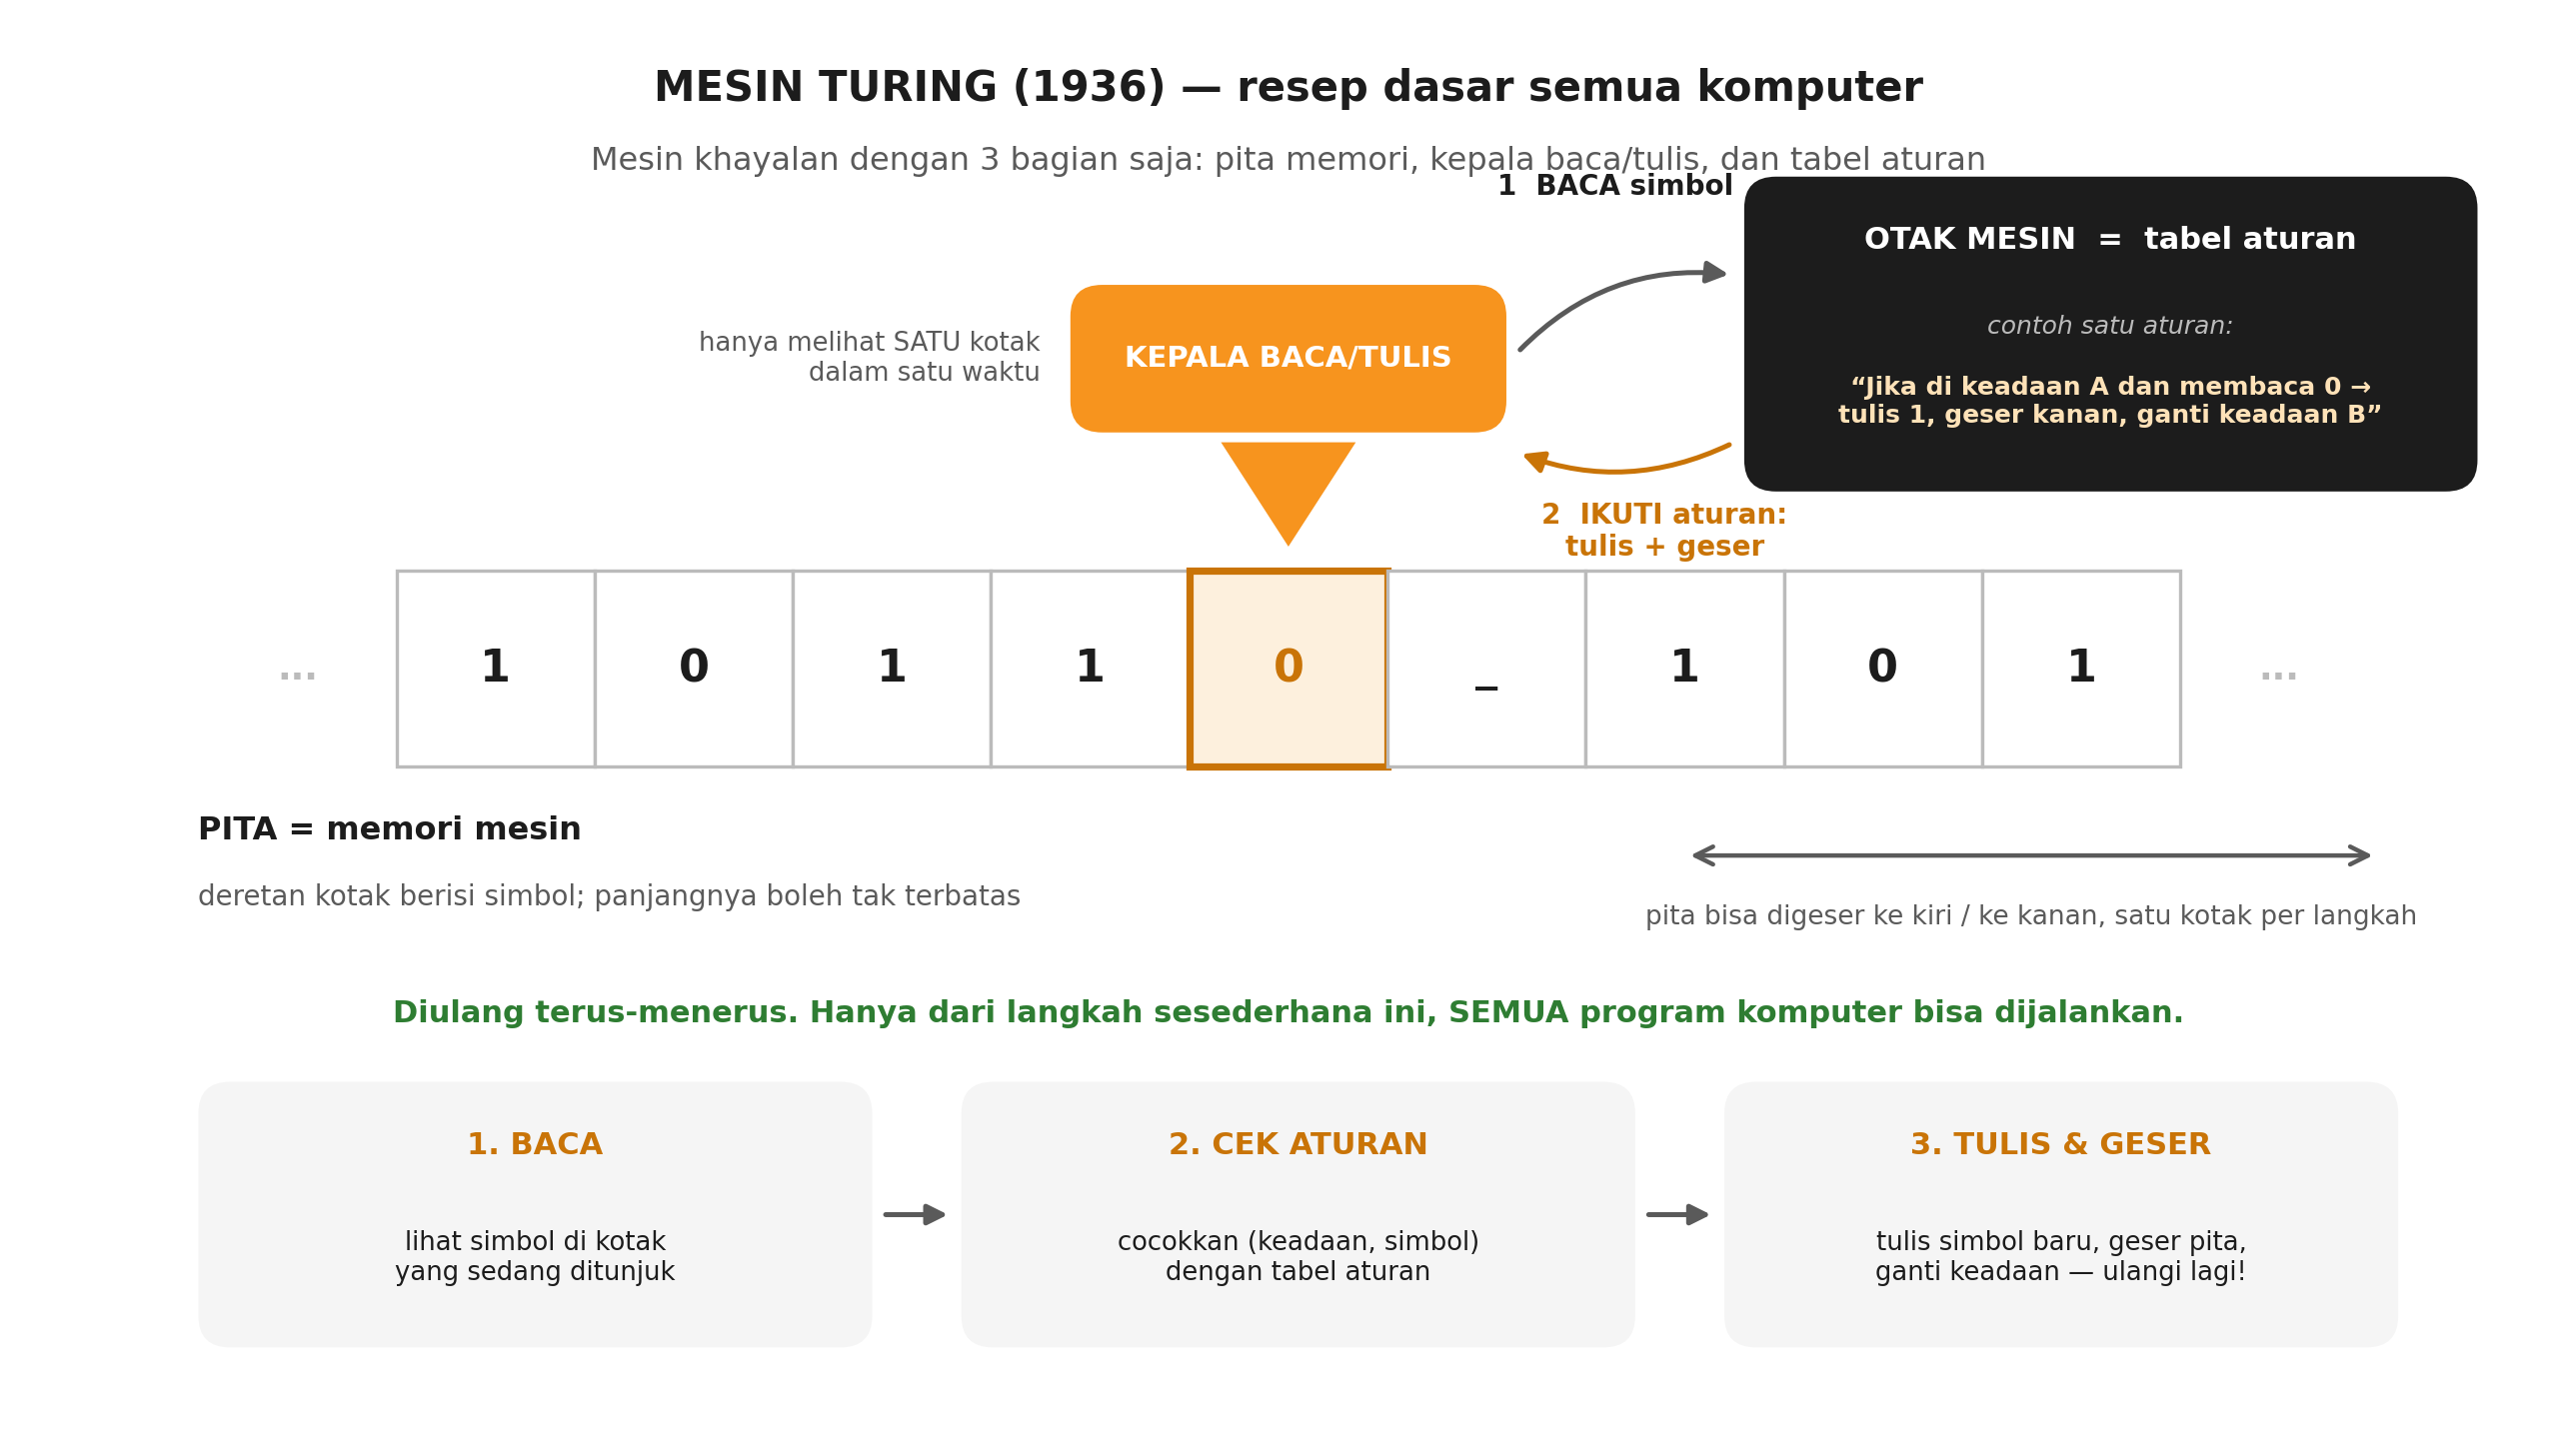 MESIN TURING (1936) — resep dasar semua komputer
Mesin khayalan dengan 3 bagian saja: pita memori, kepala baca/tulis, dan tabel aturan
1  BACA simbol
OTAK MESIN  =  tabel aturan
contoh satu aturan:
“Jika di keadaan A dan membaca 0 →
tulis 1, geser kanan, ganti keadaan B”
hanya melihat SATU kotak
dalam satu waktu
KEPALA BACA/TULIS
2  IKUTI aturan:
tulis + geser
... 1 0 1 1 0 _ 1 0 1 ...
PITA = memori mesin
deretan kotak berisi simbol; panjangnya boleh tak terbatas
pita bisa digeser ke kiri / ke kanan, satu kotak per langkah
Diulang terus-menerus. Hanya dari langkah sesederhana ini, SEMUA program komputer bisa dijalankan.
1. BACA
lihat simbol di kotak
yang sedang ditunjuk
2. CEK ATURAN
cocokkan (keadaan, simbol)
dengan tabel aturan
3. TULIS & GESER
tulis simbol baru, geser pita,
ganti keadaan — ulangi lagi!